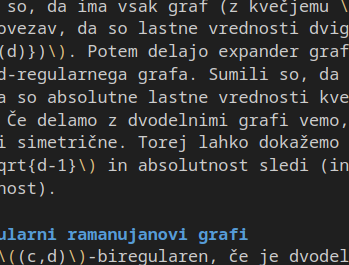 so, da ima vsak graf (z kvečjemu \
ovezav, da so lastne vrednosti dvig
(d)})\). Potem delajo expander graf
d-regularnega grafa. Sumili so, da
a so absolutne lastne vrednosti kve
Če delamo z dvodelnimi grafi vemo,
i simetrične. Torej lahko dokažemo
qrt{d-1}\) in absolutnost sledi (in
nost).
ularni ramanujanovi grafi
\((c,d)\)-biregularen, če je dvodel